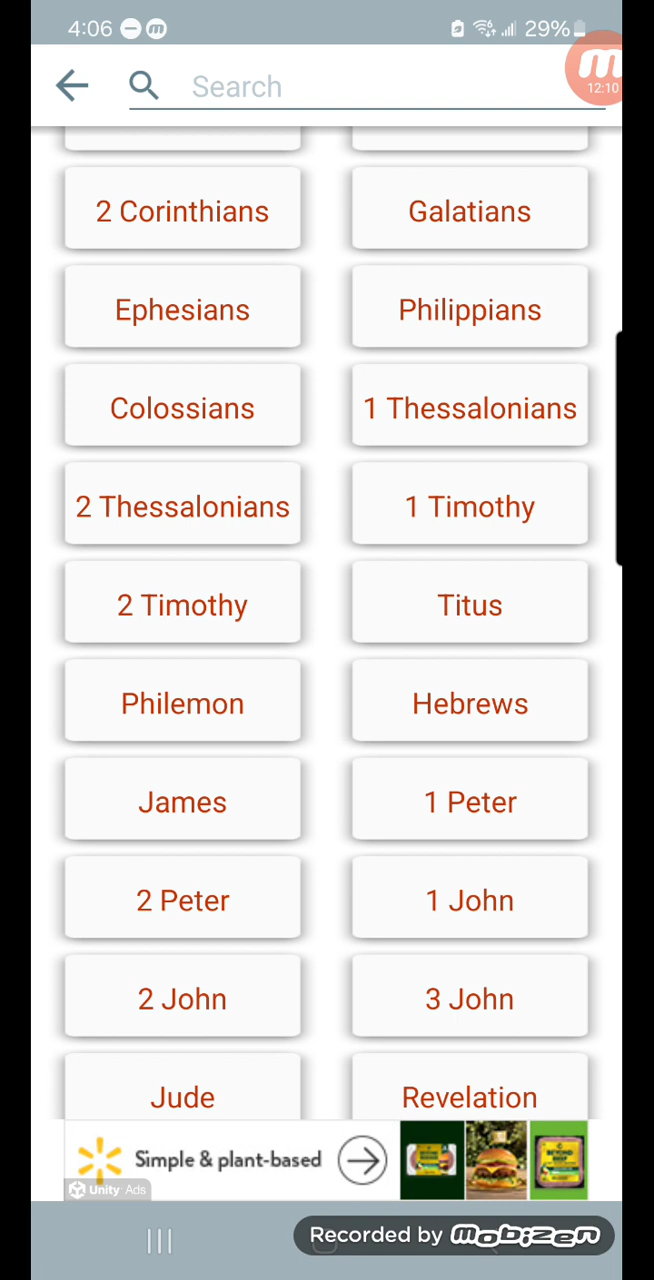 4:06
29%
12:10
Search
2 Corinthians Galatians
Ephesians Philippians
Colossians 1 Thessalonians
2 Thessalonians 1 Timothy
2 Timothy Titus
Philemon Hebrews
James 1 Peter
2 Peter 1 John
2 John 3 John
Jude Revelation
Simple & plant-based
Unity Ads
Recorded by mobizen